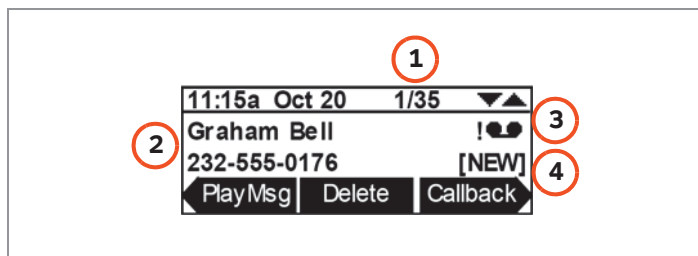 1
11:15a Oct 20 1/35
2
Graham Bell ! 3
232-555-0176 [NEW] 4
PlayMsg Delete Callback